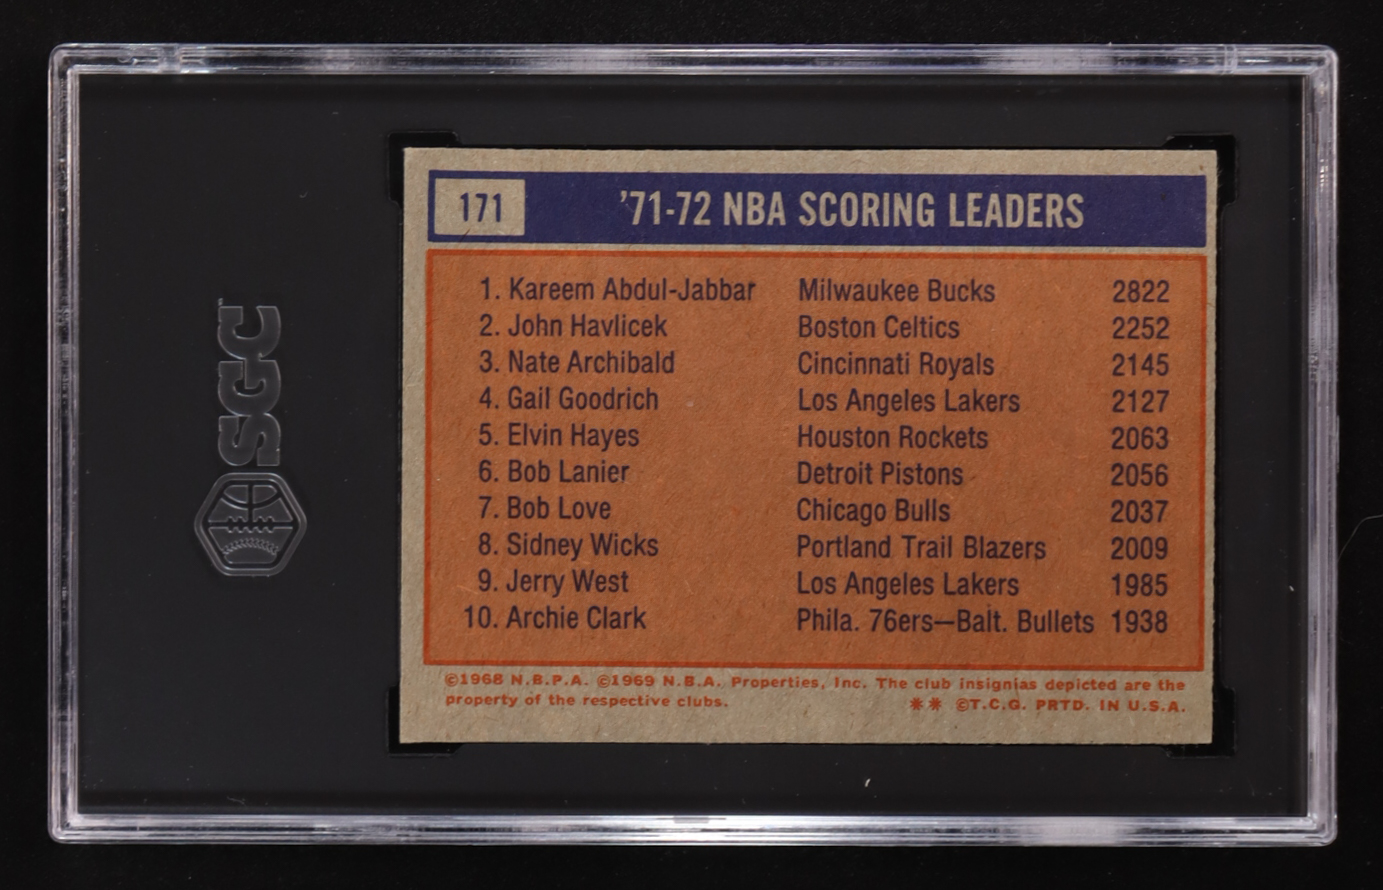 171 '71-72 NBA SCORING LEADERS
1. Kareem Abdul-Jabbar Milwaukee Bucks 2822
2. John Havlicek Boston Celtics 2252
3. Nate Archibald Cincinnati Royals 2145
4. Gail Goodrich Los Angeles Lakers 2127
5. Elvin Hayes Houston Rockets 2063
6. Bob Lanier Detroit Pistons 2056
7. Bob Love Chicago Bulls 2037
8. Sidney Wicks Portland Trail Blazers 2009
9. Jerry West Los Angeles Lakers 1985
10. Archie Clark Phila. 76ers—Balt. Bullets 1938
©1968 N.B.P.A. ©1969 N.B.A. Properties, Inc. The club insignias depicted are the
property of the respective clubs. ** ©T.C.G. PRTD. IN U.S.A.
SGC